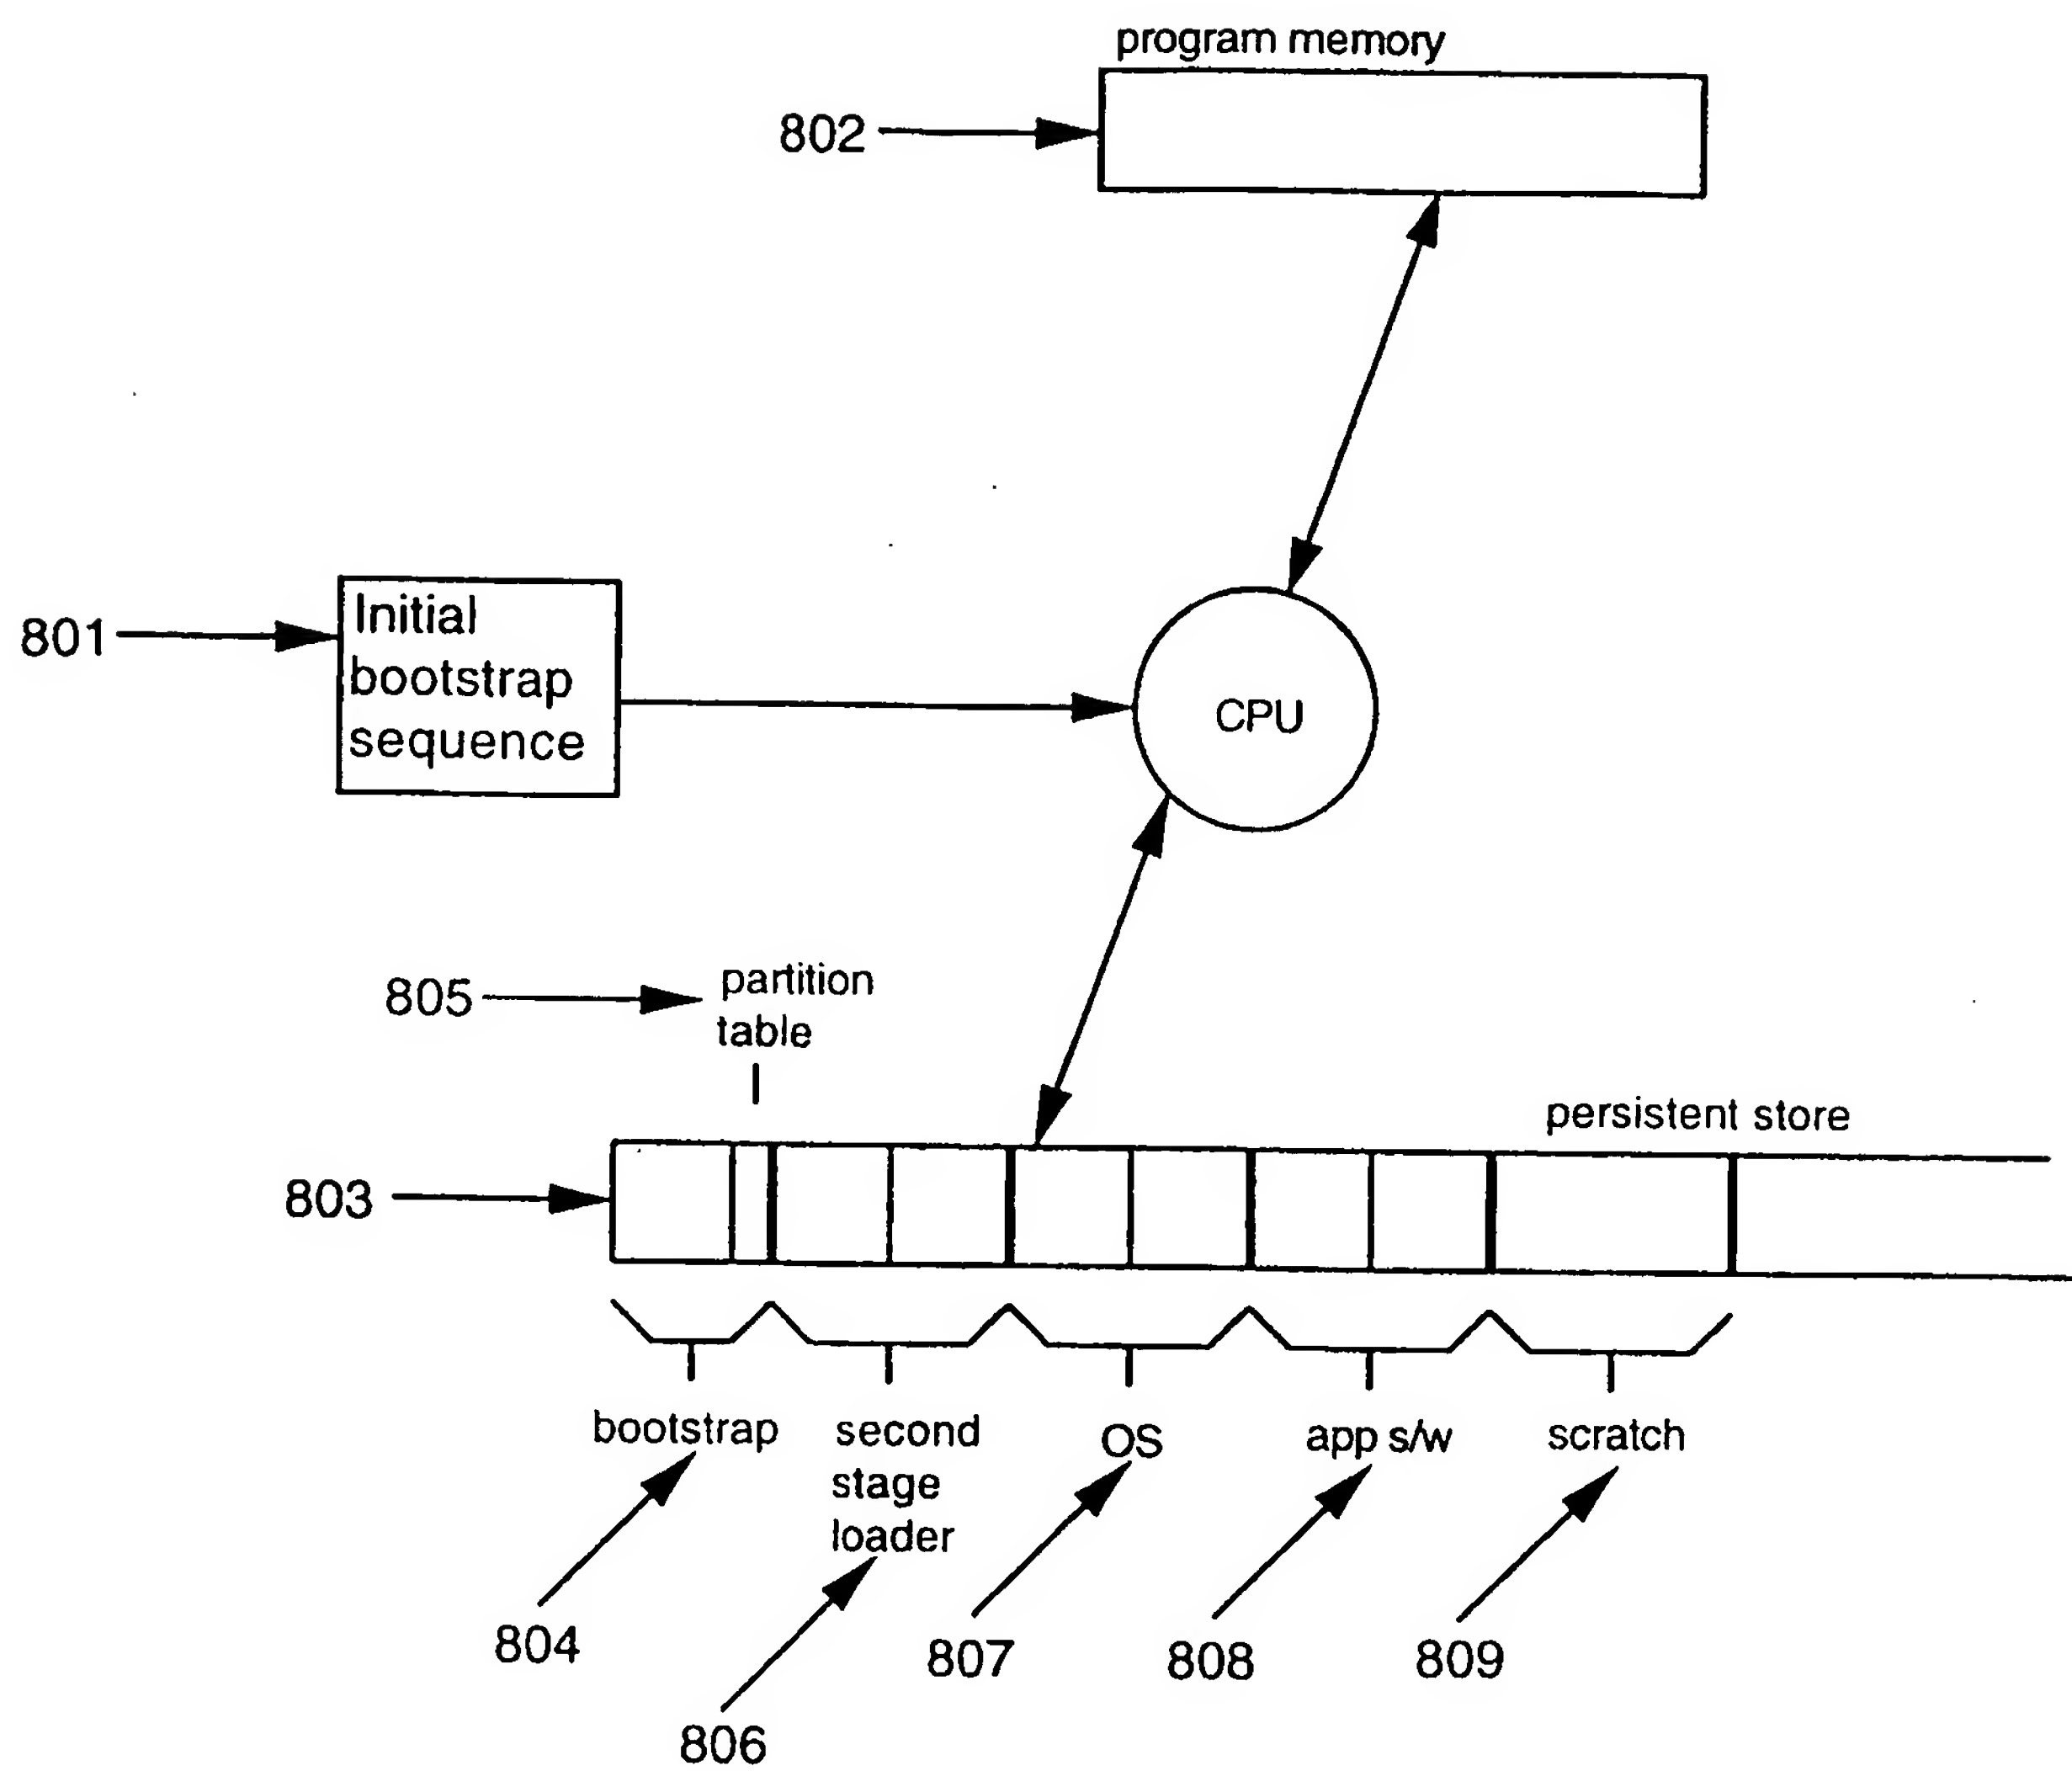 program memory
802
801
Initial
bootstrap
sequence
CPU
805
partition
table
persistent store
803
bootstrap
second
stage
loader
OS
app s/w
scratch
804
806
807
808
809